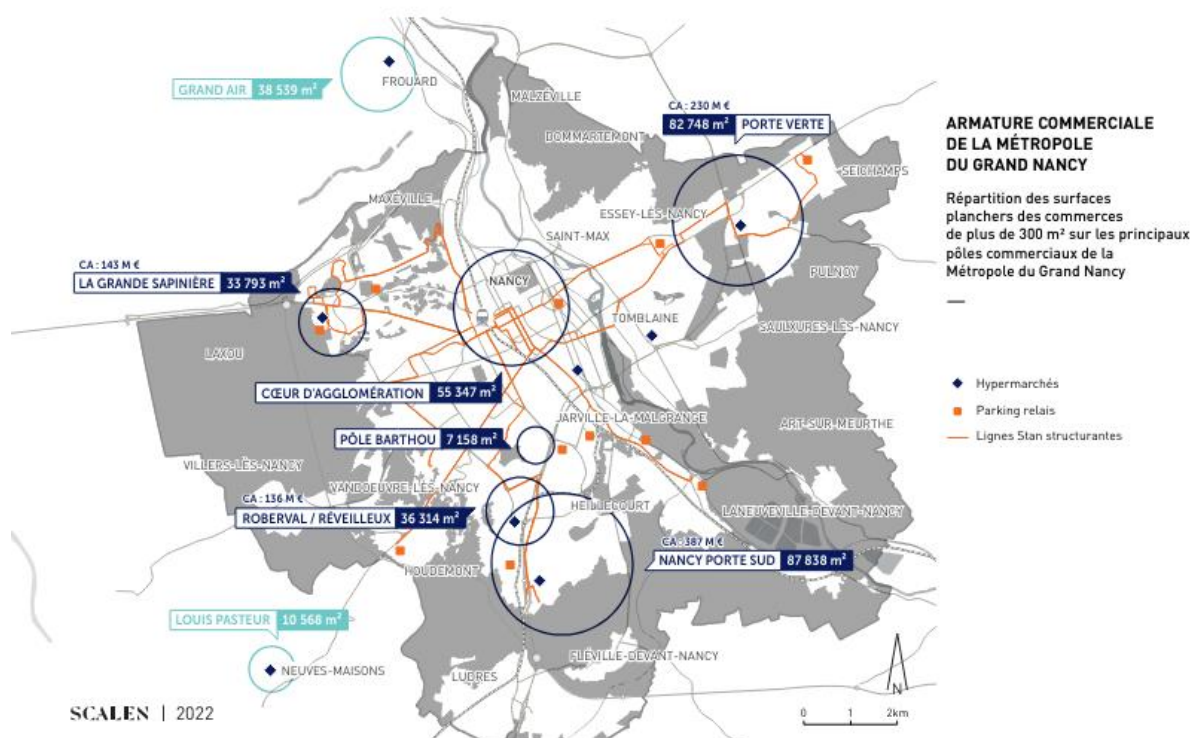 GRAND AIR 38 539 m²
FROUARD
MALZÉVILLE
DOMMARTEMONT
CA : 230 M €
82 748 m² PORTE VERTE
SEICHAMPS
MAXÉVILLE
ESSEY-LÈS-NANCY
SAINT-MAX
PULNOY
CA : 143 M €
LA GRANDE SAPINIÈRE 33 793 m²
NANCY
TOMBLAINE
SAULXURES-LÈS-NANCY
LAXOU
CŒUR D'AGGLOMÉRATION 55 347 m²
JARVILLE-LA-MALGRANGE
ART-SUR-MEURTHE
PÔLE BARTHOU 7 158 m²
VILLERS-LÈS-NANCY
VANDOEUVRE-LÈS-NANCY
CA : 136 M €
ROBERVAL / RÉVEILLEUX 36 314 m²
HEILLECOURT
LANEUVEVILLE-DEVANT-NANCY
CA : 387 M €
NANCY PORTE SUD 87 838 m²
HOUDEMONT
LOUIS PASTEUR 10 568 m²
NEUVES-MAISONS
LUDRES
FLÉVILLE-DEVANT-NANCY
N
0 1 2km
SCALEN | 2022
ARMATURE COMMERCIALE
DE LA MÉTROPOLE
DU GRAND NANCY
Répartition des surfaces
planchers des commerces
de plus de 300 m² sur les principaux
pôles commerciaux de la
Métropole du Grand Nancy
Hypermarchés
Parking relais
Lignes Stan structurantes